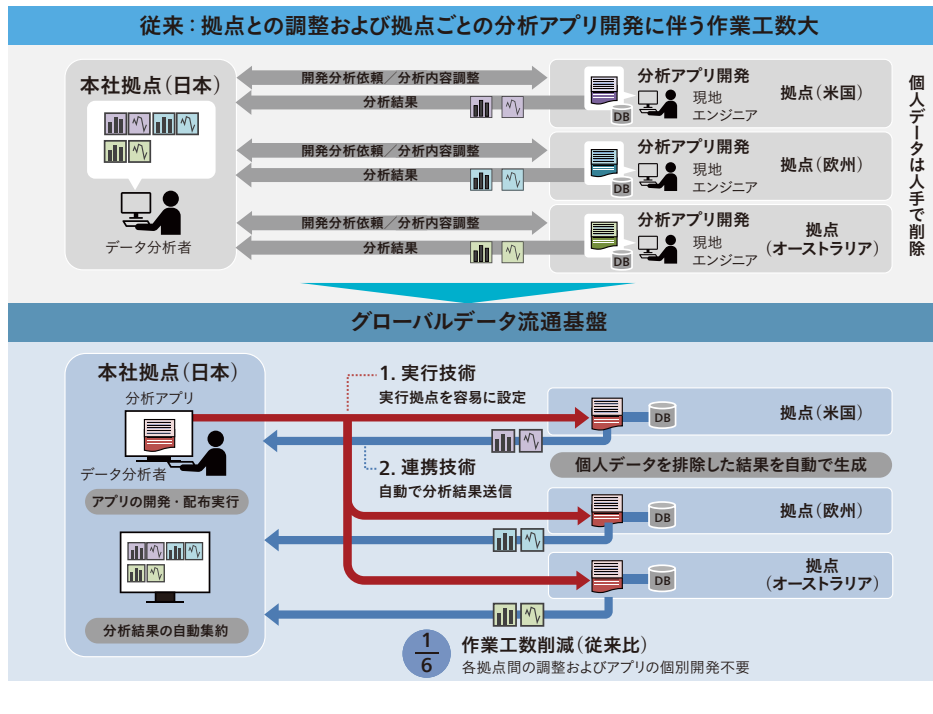 従来：拠点との調整および拠点ごとの分析アプリ開発に伴う作業工数大
本社拠点（日本）
データ分析者
開発分析依頼／分析内容調整
分析結果
分析アプリ開発
DB
現地
エンジニア
拠点（米国）
開発分析依頼／分析内容調整
分析結果
分析アプリ開発
DB
現地
エンジニア
拠点（欧州）
開発分析依頼／分析内容調整
分析結果
分析アプリ開発
DB
現地
エンジニア
拠点
（オーストラリア）
個人データは人手で削除
グローバルデータ流通基盤
本社拠点（日本）
分析アプリ
データ分析者
アプリの開発・配布実行
分析結果の自動集約
1. 実行技術
実行拠点を容易に設定
2. 連携技術
自動で分析結果送信
DB
拠点（米国）
個人データを排除した結果を自動で生成
DB
拠点（欧州）
DB
拠点
（オーストラリア）
1
6
作業工数削減（従来比）
各拠点間の調整およびアプリの個別開発不要